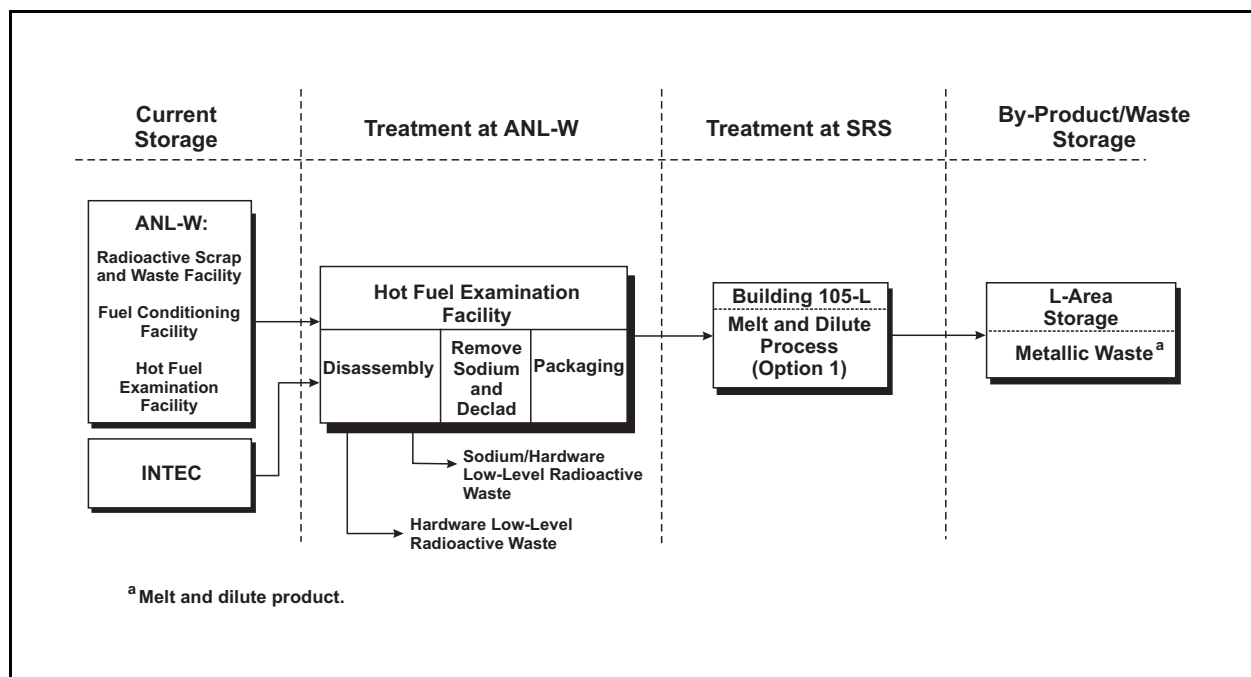 Current
Storage
Treatment at ANL-W
Treatment at SRS
By-Product/Waste
Storage
ANL-W:
Radioactive Scrap
and Waste Facility
Fuel Conditioning
Facility
Hot Fuel
Examination
Facility
INTEC
Hot Fuel Examination
Facility
Disassembly
Remove
Sodium
and
Declad
Packaging
Sodium/Hardware
Low-Level Radioactive
Waste
Hardware Low-Level
Radioactive Waste
Building 105-L
Melt and Dilute
Process
(Option 1)
L-Area
Storage
Metallic Waste a
a Melt and dilute product.